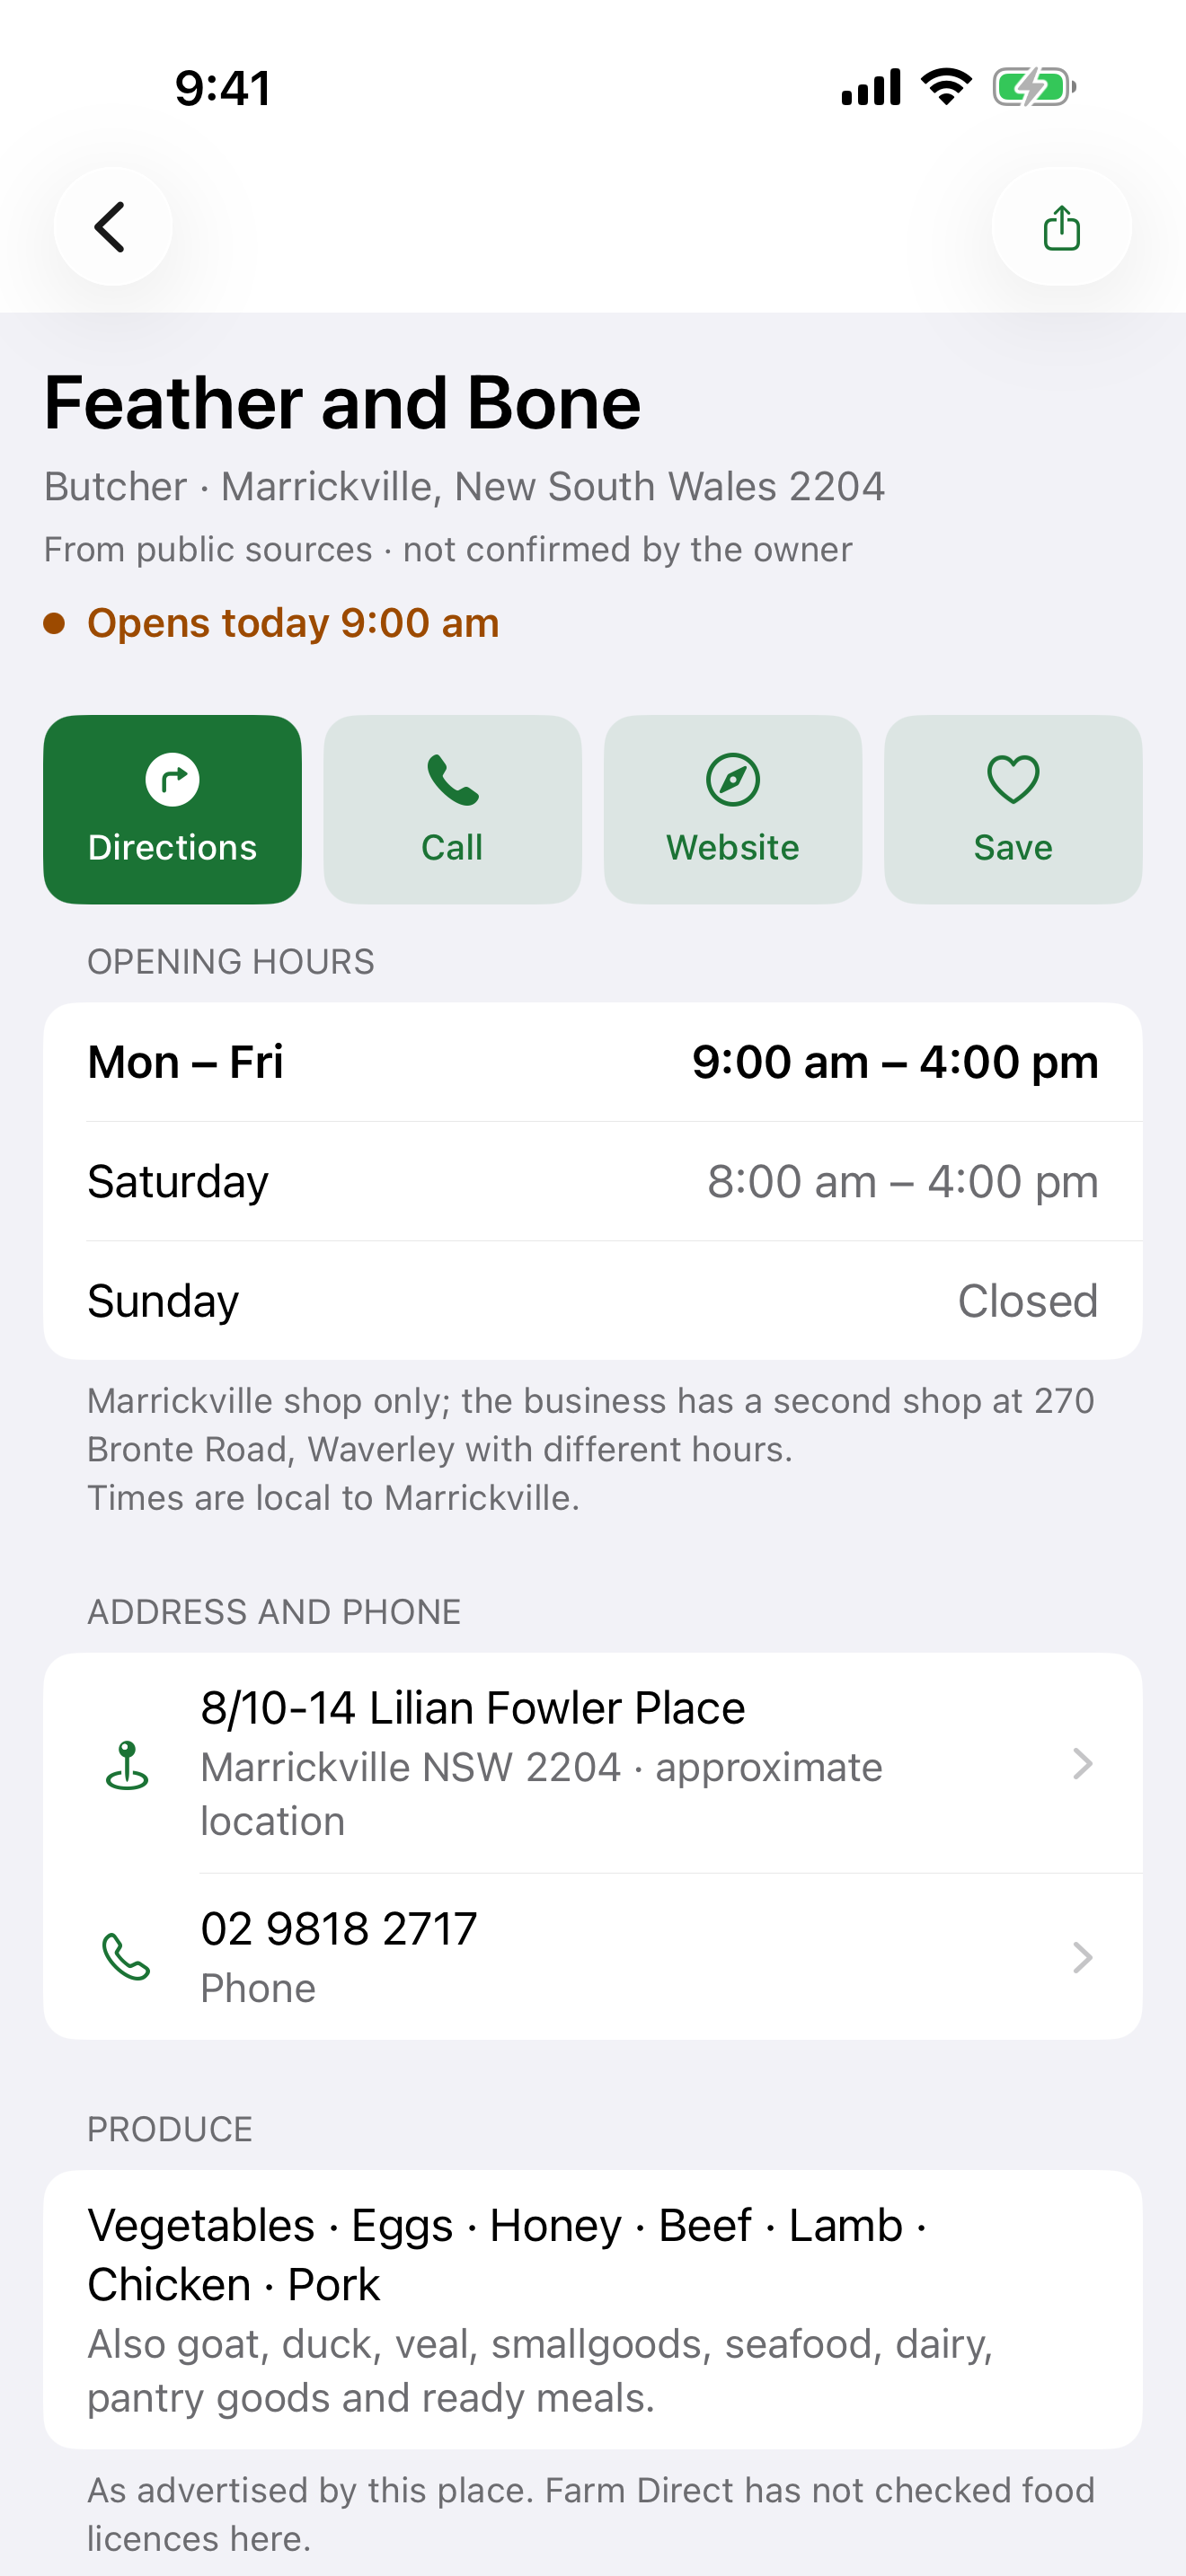 9:41
Feather and Bone
Butcher · Marrickville, New South Wales 2204
From public sources · not confirmed by the owner
Opens today 9:00 am
Directions
Call
Website
Save
OPENING HOURS
Mon – Fri 9:00 am – 4:00 pm
Saturday 8:00 am – 4:00 pm
Sunday Closed
Marrickville shop only; the business has a second shop at 270
Bronte Road, Waverley with different hours.
Times are local to Marrickville.
ADDRESS AND PHONE
8/10-14 Lilian Fowler Place
Marrickville NSW 2204 · approximate
location
02 9818 2717
Phone
PRODUCE
Vegetables · Eggs · Honey · Beef · Lamb ·
Chicken · Pork
Also goat, duck, veal, smallgoods, seafood, dairy,
pantry goods and ready meals.
As advertised by this place. Farm Direct has not checked food
licences here.